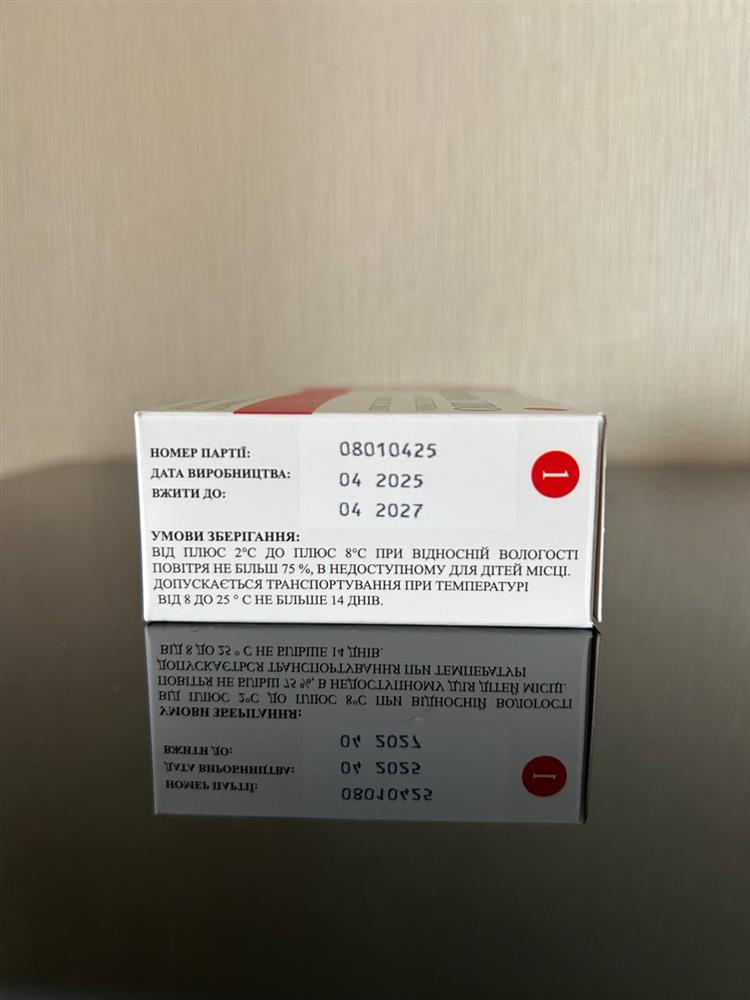 НОМЕР ПАРТІЇ: 08010425
ДАТА ВИРОБНИЦТВА: 04 2025
ВЖИТИ ДО: 04 2027
1
УМОВИ ЗБЕРІГАННЯ:
ВІД ПЛЮС 2°С ДО ПЛЮС 8°С ПРИ ВІДНОСНІЙ ВОЛОГОСТІ
ПОВІТРЯ НЕ БІЛЬШ 75 %, В НЕДОСТУПНОМУ ДЛЯ ДІТЕЙ МІСЦІ.
ДОПУСКАЄТЬСЯ ТРАНСПОРТУВАННЯ ПРИ ТЕМПЕРАТУРІ
ВІД 8 ДО 25 ° С НЕ БІЛЬШЕ 14 ДНІВ.